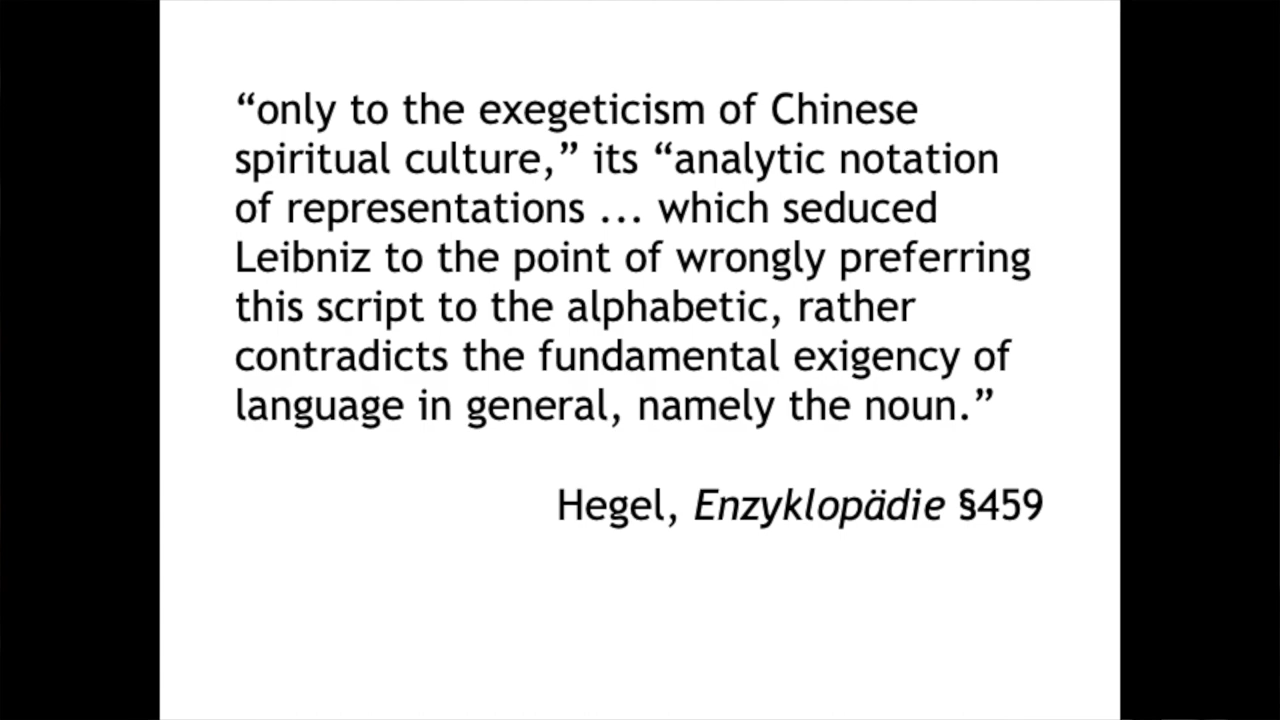 “only to the exegeticism of Chinese
spiritual culture,” its “analytic notation
of representations ... which seduced
Leibniz to the point of wrongly preferring
this script to the alphabetic, rather
contradicts the fundamental exigency of
language in general, namely the noun.”
Hegel, Enzyklopädie §459